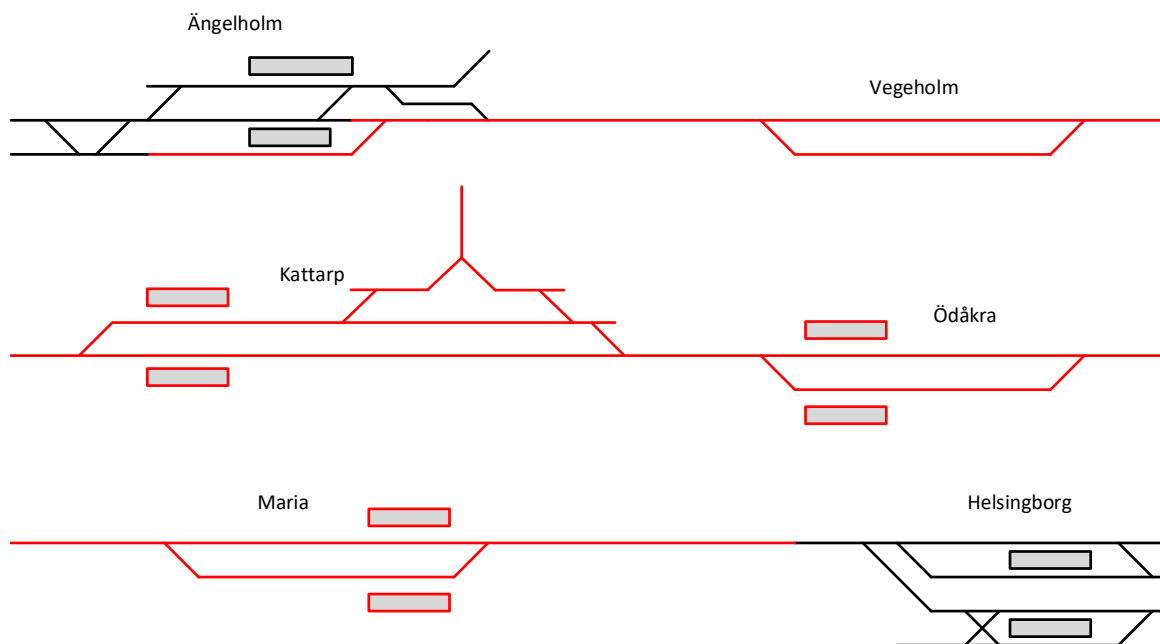 Ängelholm
Vegeholm
Kattarp
Ödåkra
Maria
Helsingborg